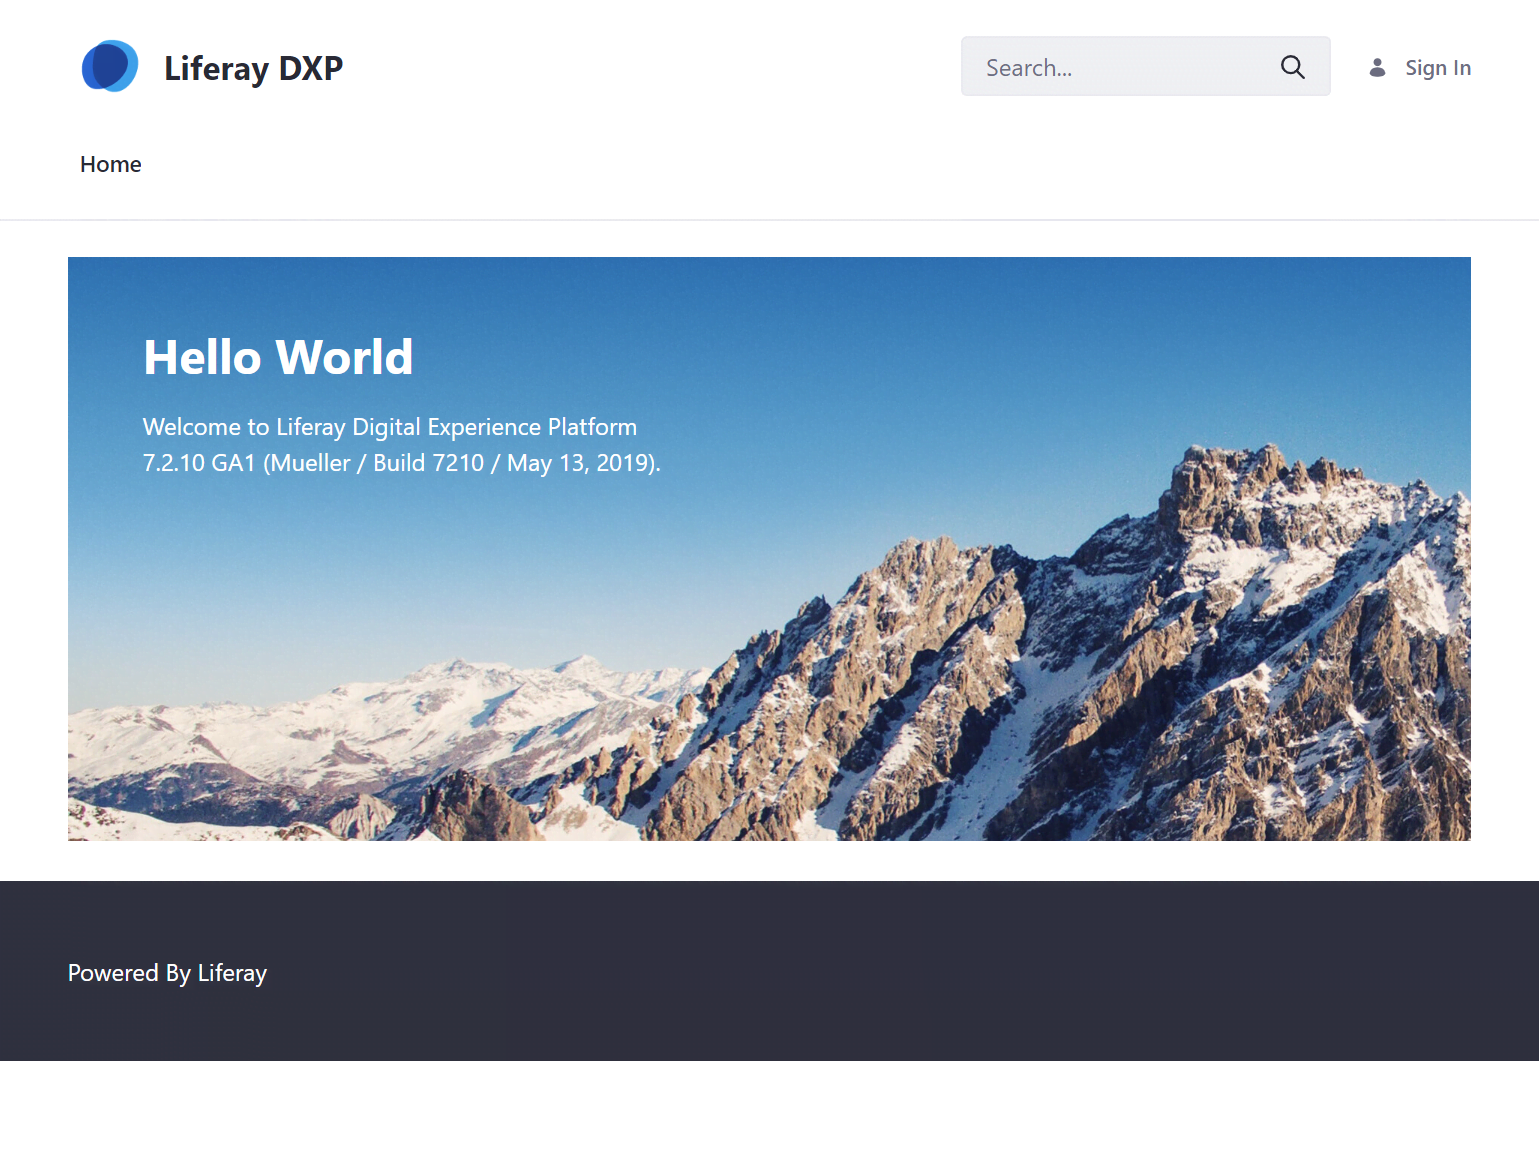 Liferay DXP
Search...
Sign In
Home
Hello World
Welcome to Liferay Digital Experience Platform
7.2.10 GA1 (Mueller / Build 7210 / May 13, 2019).
Powered By Liferay